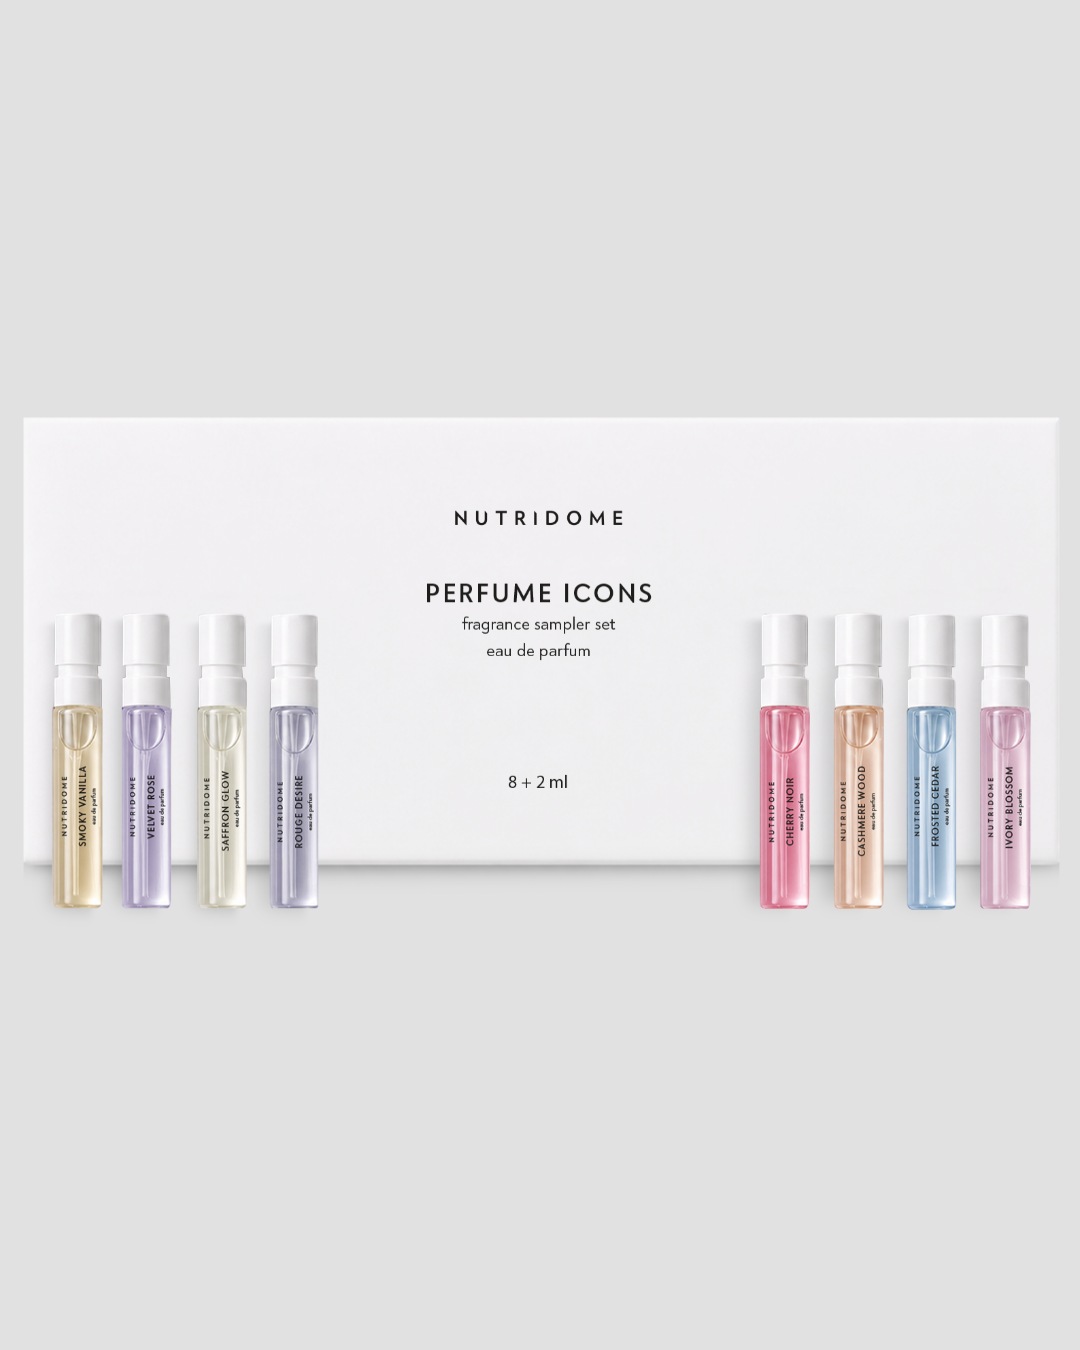 NUTRIDOME
PERFUME ICONS
fragrance sampler set
eau de parfum
8 + 2 ml
NUTRIDOME
SMOKY VANILLA
eau de parfum
NUTRIDOME
VELVET ROSE
eau de parfum
NUTRIDOME
SAFFRON GLOW
eau de parfum
NUTRIDOME
ROUGE DESIRE
eau de parfum
NUTRIDOME
CHERRY NOIR
eau de parfum
NUTRIDOME
CASHMERE WOOD
eau de parfum
NUTRIDOME
FROSTED CEDAR
eau de parfum
NUTRIDOME
IVORY BLOSSOM
eau de parfum